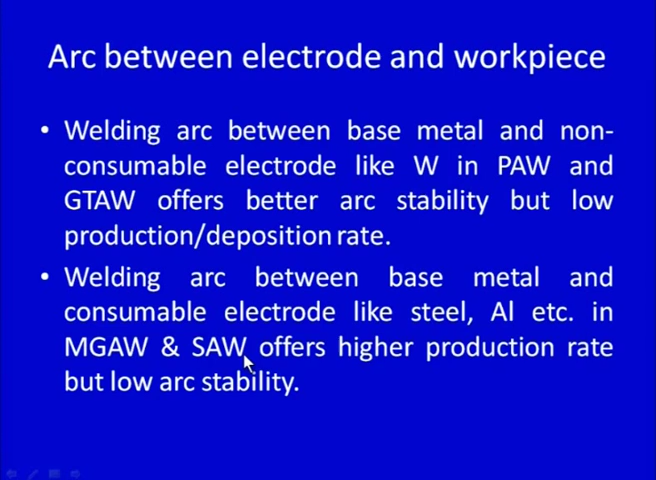 Arc between electrode and workpiece
• Welding arc between base metal and non-
consumable electrode like W in PAW and
GTAW offers better arc stability but low
production/deposition rate.
• Welding arc between base metal and
consumable electrode like steel, Al etc. in
MGAW & SAW offers higher production rate
but low arc stability.